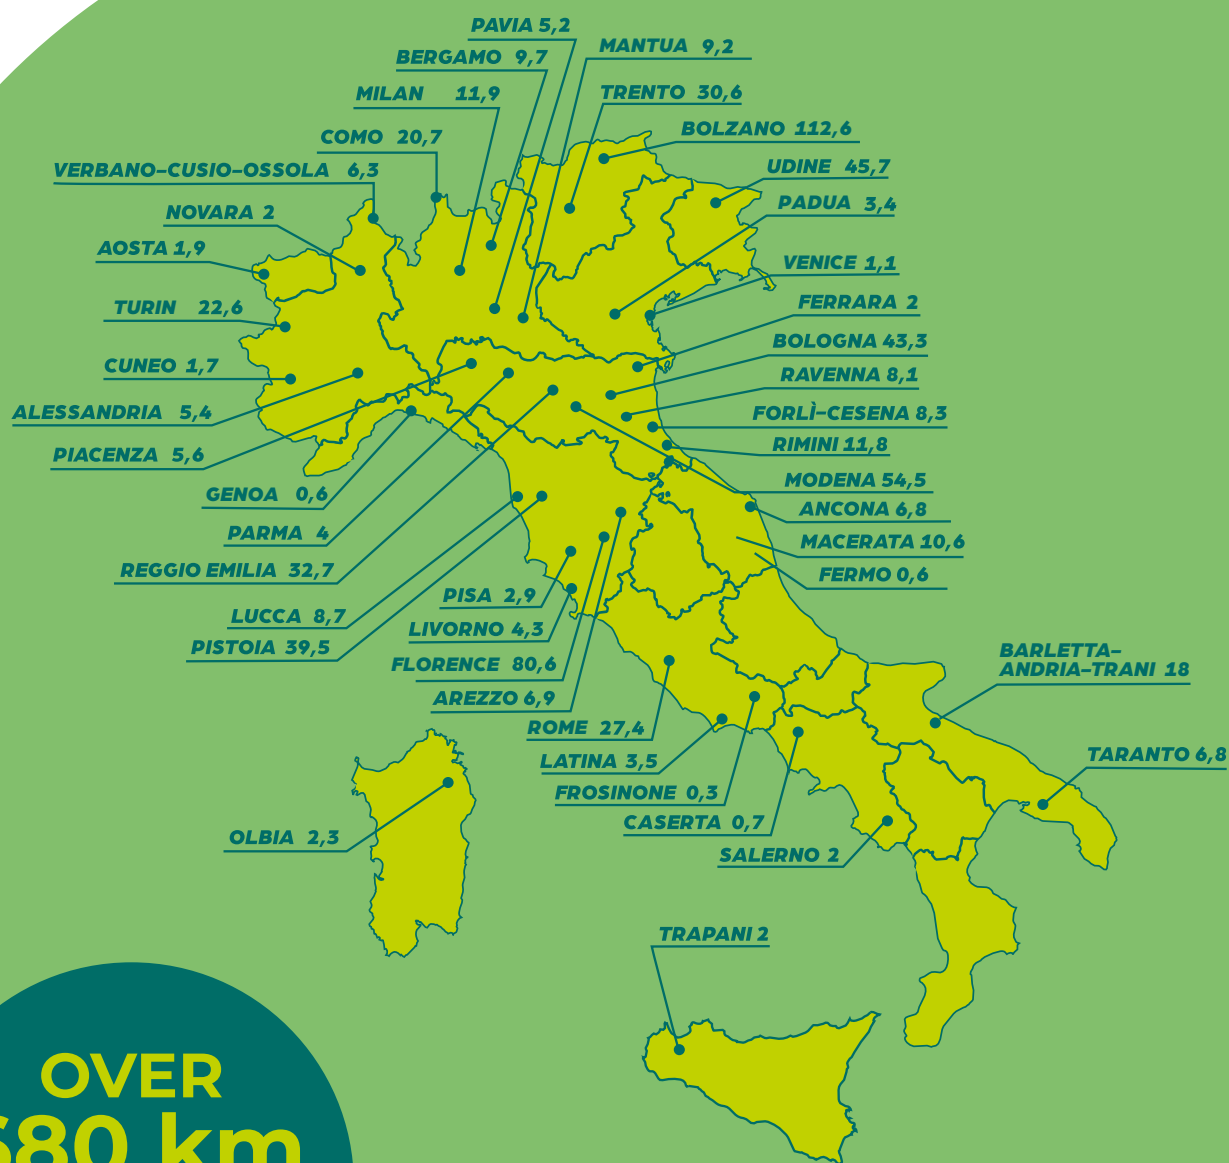 PAVIA 5,2
MANTUA 9,2
BERGAMO 9,7
MILAN 11,9
TRENTO 30,6
COMO 20,7
BOLZANO 112,6
VERBANO-CUSIO-OSSOLA 6,3
UDINE 45,7
NOVARA 2
PADUA 3,4
AOSTA 1,9
VENICE 1,1
TURIN 22,6
FERRARA 2
BOLOGNA 43,3
CUNEO 1,7
RAVENNA 8,1
ALESSANDRIA 5,4
FORLÌ-CESENA 8,3
PIACENZA 5,6
RIMINI 11,8
GENOA 0,6
MODENA 54,5
ANCONA 6,8
PARMA 4
MACERATA 10,6
REGGIO EMILIA 32,7
FERMO 0,6
PISA 2,9
LUCCA 8,7
LIVORNO 4,3
PISTOIA 39,5
FLORENCE 80,6
BARLETTA-
ANDRIA-TRANI 18
AREZZO 6,9
ROME 27,4
TARANTO 6,8
LATINA 3,5
FROSINONE 0,3
CASERTA 0,7
OLBIA 2,3
SALERNO 2
TRAPANI 2
OVER
680 km